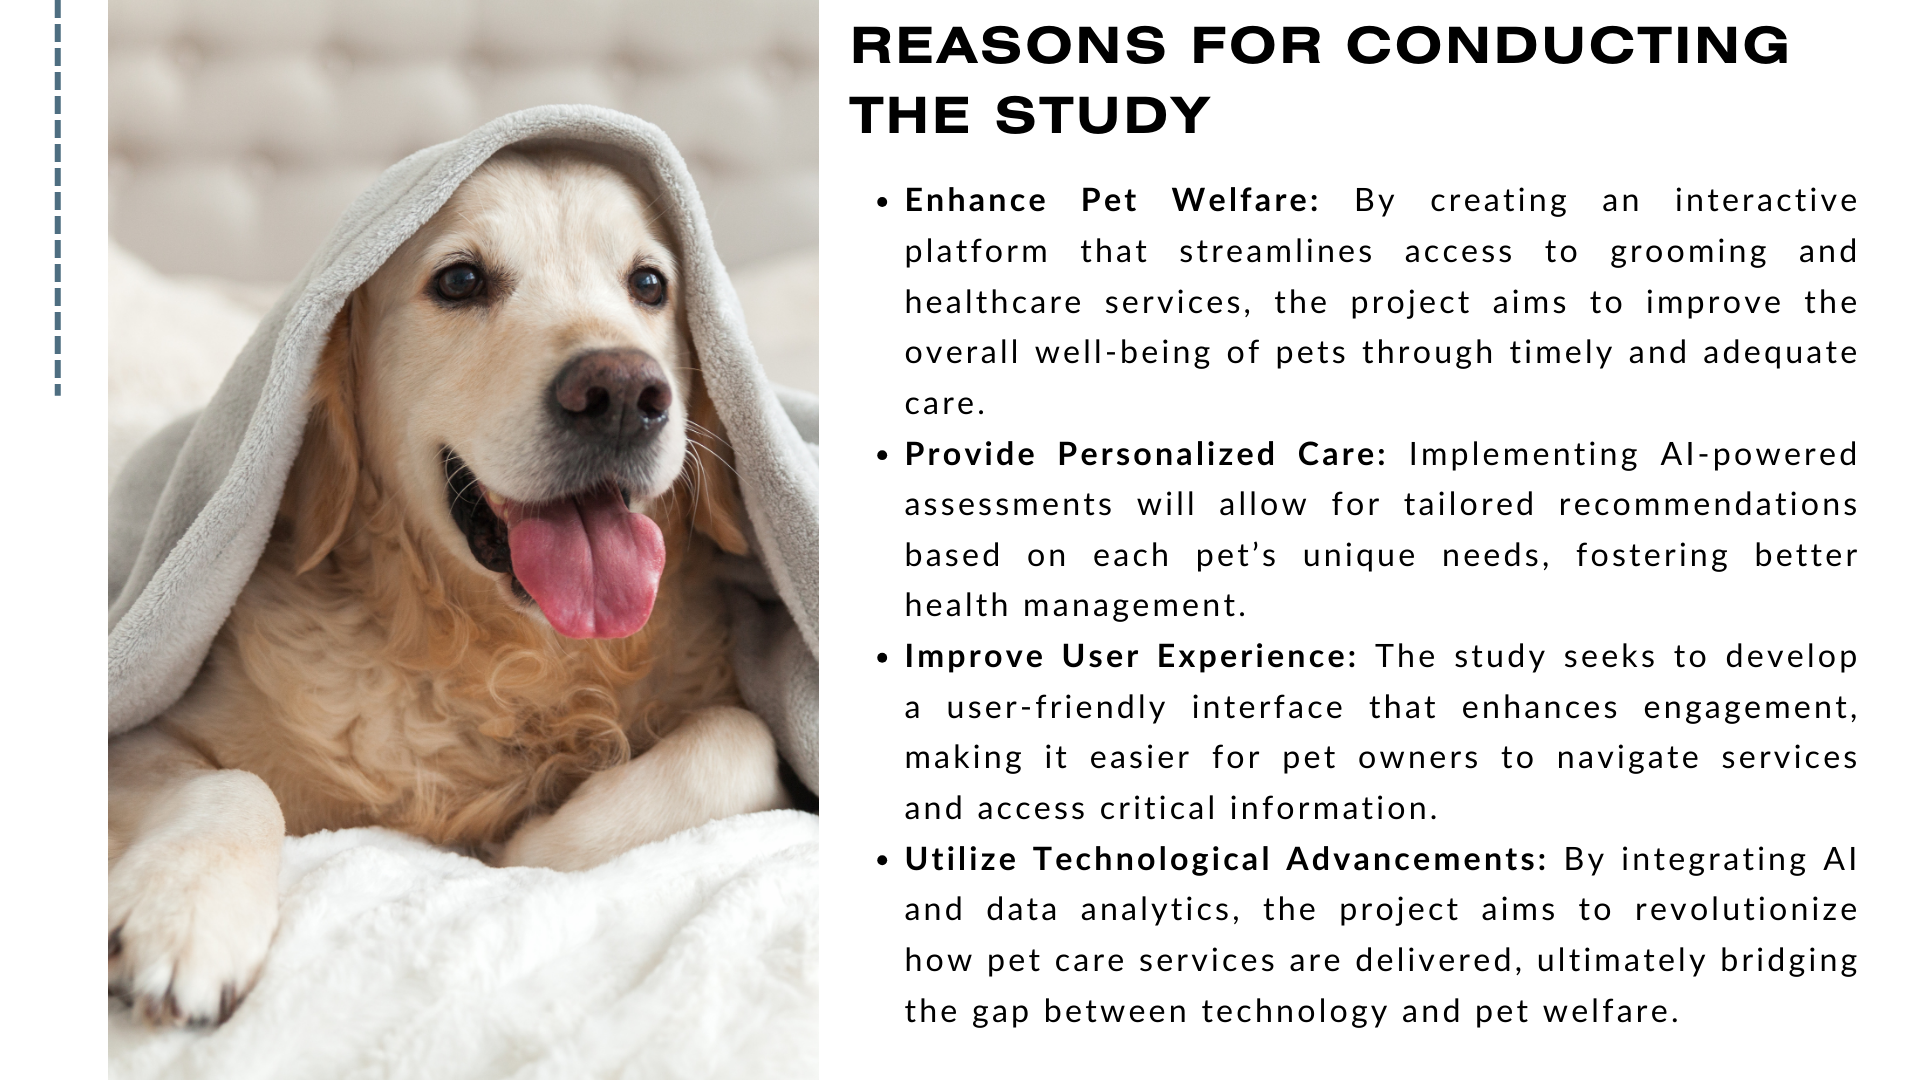 REASONS FOR CONDUCTING
THE STUDY
• Enhance Pet Welfare: By creating an interactive
platform that streamlines access to grooming and
healthcare services, the project aims to improve the
overall well-being of pets through timely and adequate
care.
• Provide Personalized Care: Implementing AI-powered
assessments will allow for tailored recommendations
based on each pet’s unique needs, fostering better
health management.
• Improve User Experience: The study seeks to develop
a user-friendly interface that enhances engagement,
making it easier for pet owners to navigate services
and access critical information.
• Utilize Technological Advancements: By integrating AI
and data analytics, the project aims to revolutionize
how pet care services are delivered, ultimately bridging
the gap between technology and pet welfare.